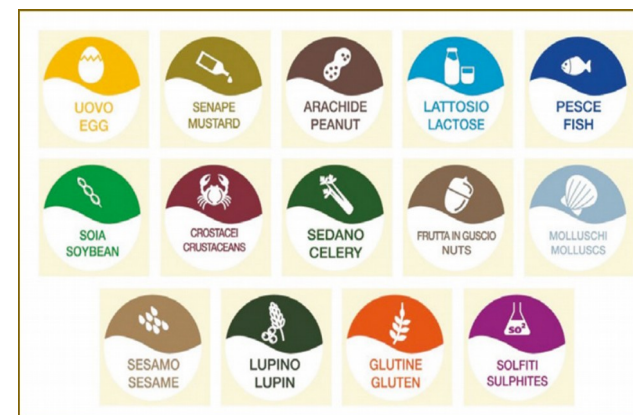 UOVO
EGG
SENAPE
MUSTARD
ARACHIDE
PEANUT
LATTOSIO
LACTOSE
PESCE
FISH
SOIA
SOYBEAN
CROSTACEI
CRUSTACEANS
SEDANO
CELERY
FRUTTA IN GUSCIO
NUTS
MOLLUSCHI
MOLLUSCS
SESAMO
SESAME
LUPINO
LUPIN
GLUTINE
GLUTEN
SO²
SOLFITI
SULPHITES